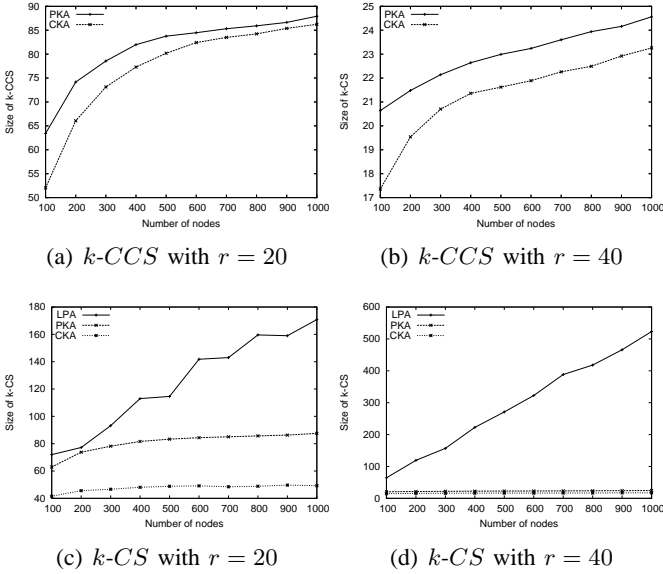 90
85
80
75
70
65
60
55
50
Size of k-CCS
PKA
CKA
100 200 300 400 500 600 700 800 900 1000
Number of nodes
(a) k-CCS with r = 20
25
24
23
22
21
20
19
18
17
Size of k-CS
PKA
CKA
100 200 300 400 500 600 700 800 900 1000
Number of nodes
(b) k-CCS with r = 40
180
160
140
120
100
80
60
40
Size of k-CS
LPA
PKA
CKA
100 200 300 400 500 600 700 800 900 1000
Number of nodes
(c) k-CS with r = 20
600
500
400
300
200
100
0
Size of k-CS
LPA
PKA
CKA
100 200 300 400 500 600 700 800 900 1000
Number of nodes
(d) k-CS with r = 40